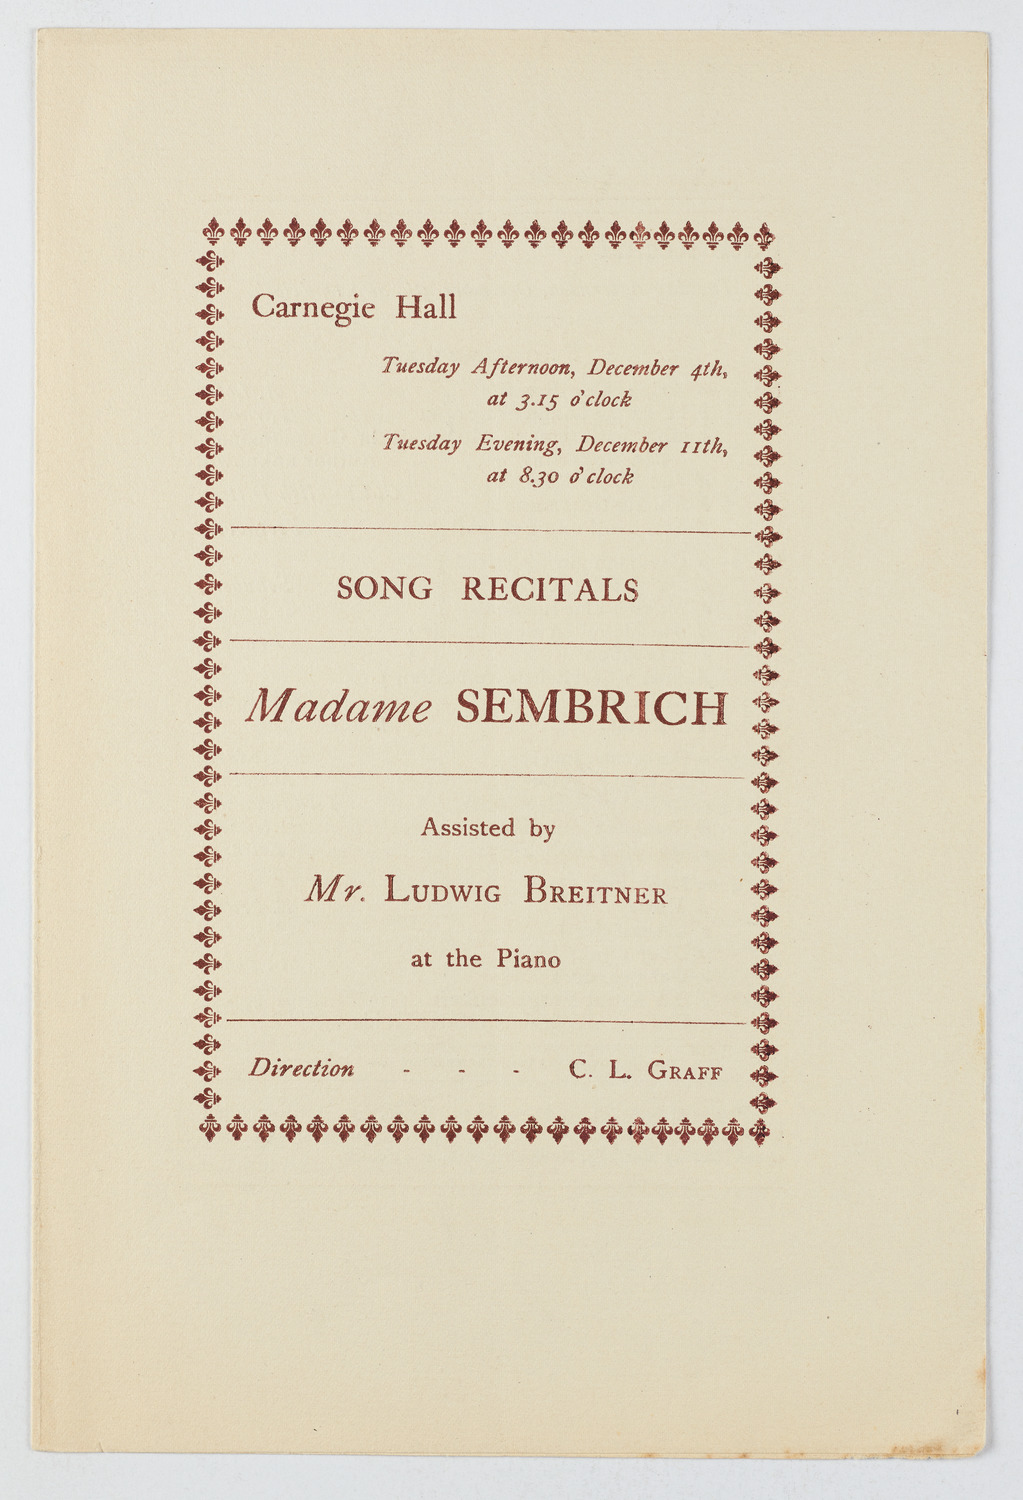 Carnegie Hall
Tuesday Afternoon, December 4th,
at 3.15 o'clock
Tuesday Evening, December 11th,
at 8.30 o'clock
SONG RECITALS
Madame SEMBRICH
Assisted by
Mr. LUDWIG BREITNER
at the Piano
Direction - - - C. L. GRAFF